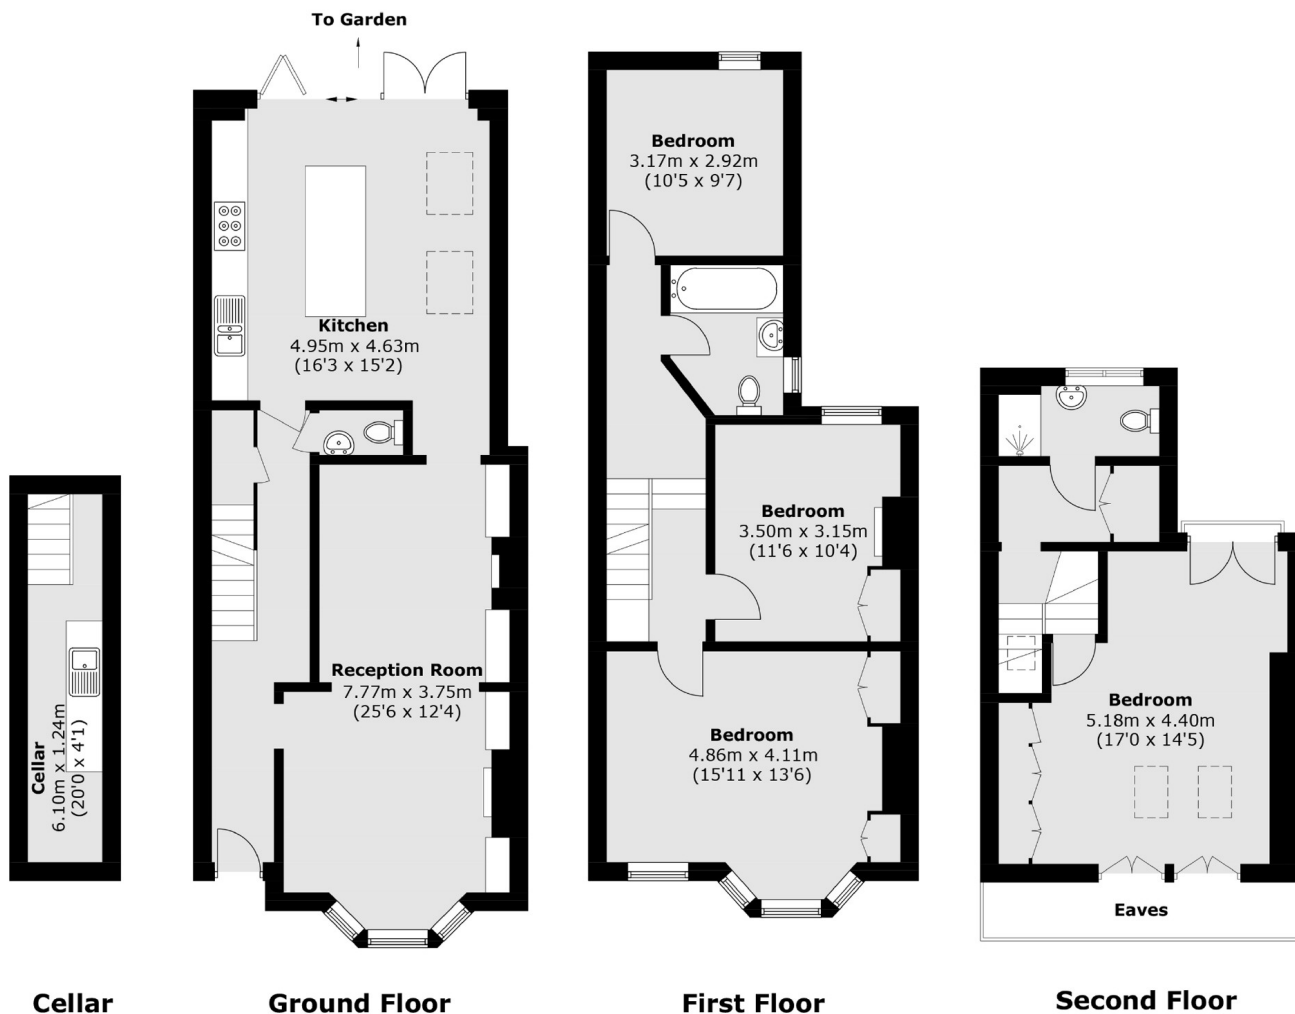 To Garden
Kitchen
4.95m x 4.63m
(16'3 x 15'2)
Reception Room
7.77m x 3.75m
(25'6 x 12'4)
Cellar
6.10m x 1.24m
(20'0 x 4'1)
Bedroom
3.17m x 2.92m
(10'5 x 9'7)
Bedroom
3.50m x 3.15m
(11'6 x 10'4)
Bedroom
4.86m x 4.11m
(15'11 x 13'6)
Bedroom
5.18m x 4.40m
(17'0 x 14'5)
Eaves
Cellar
Ground Floor
First Floor
Second Floor